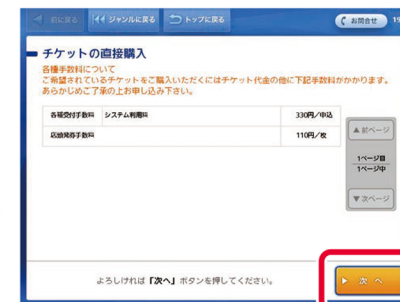 前に戻る ジャンルに戻る トップに戻る お問合せ 19
チケットの直接購入
各種手数料について
ご希望されているチケットをご購入いただくにはチケット代金の他に下記手数料がかかります。
あらかじめご了承の上お申し込み下さい。
各種受付手数料 システム利用料 330円/申込
店頭発券手数料 110円/枚
▲前ページ
1ページ目
1ページ中
▼次ページ
よろしければ「次へ」ボタンを押してください。
次 へ